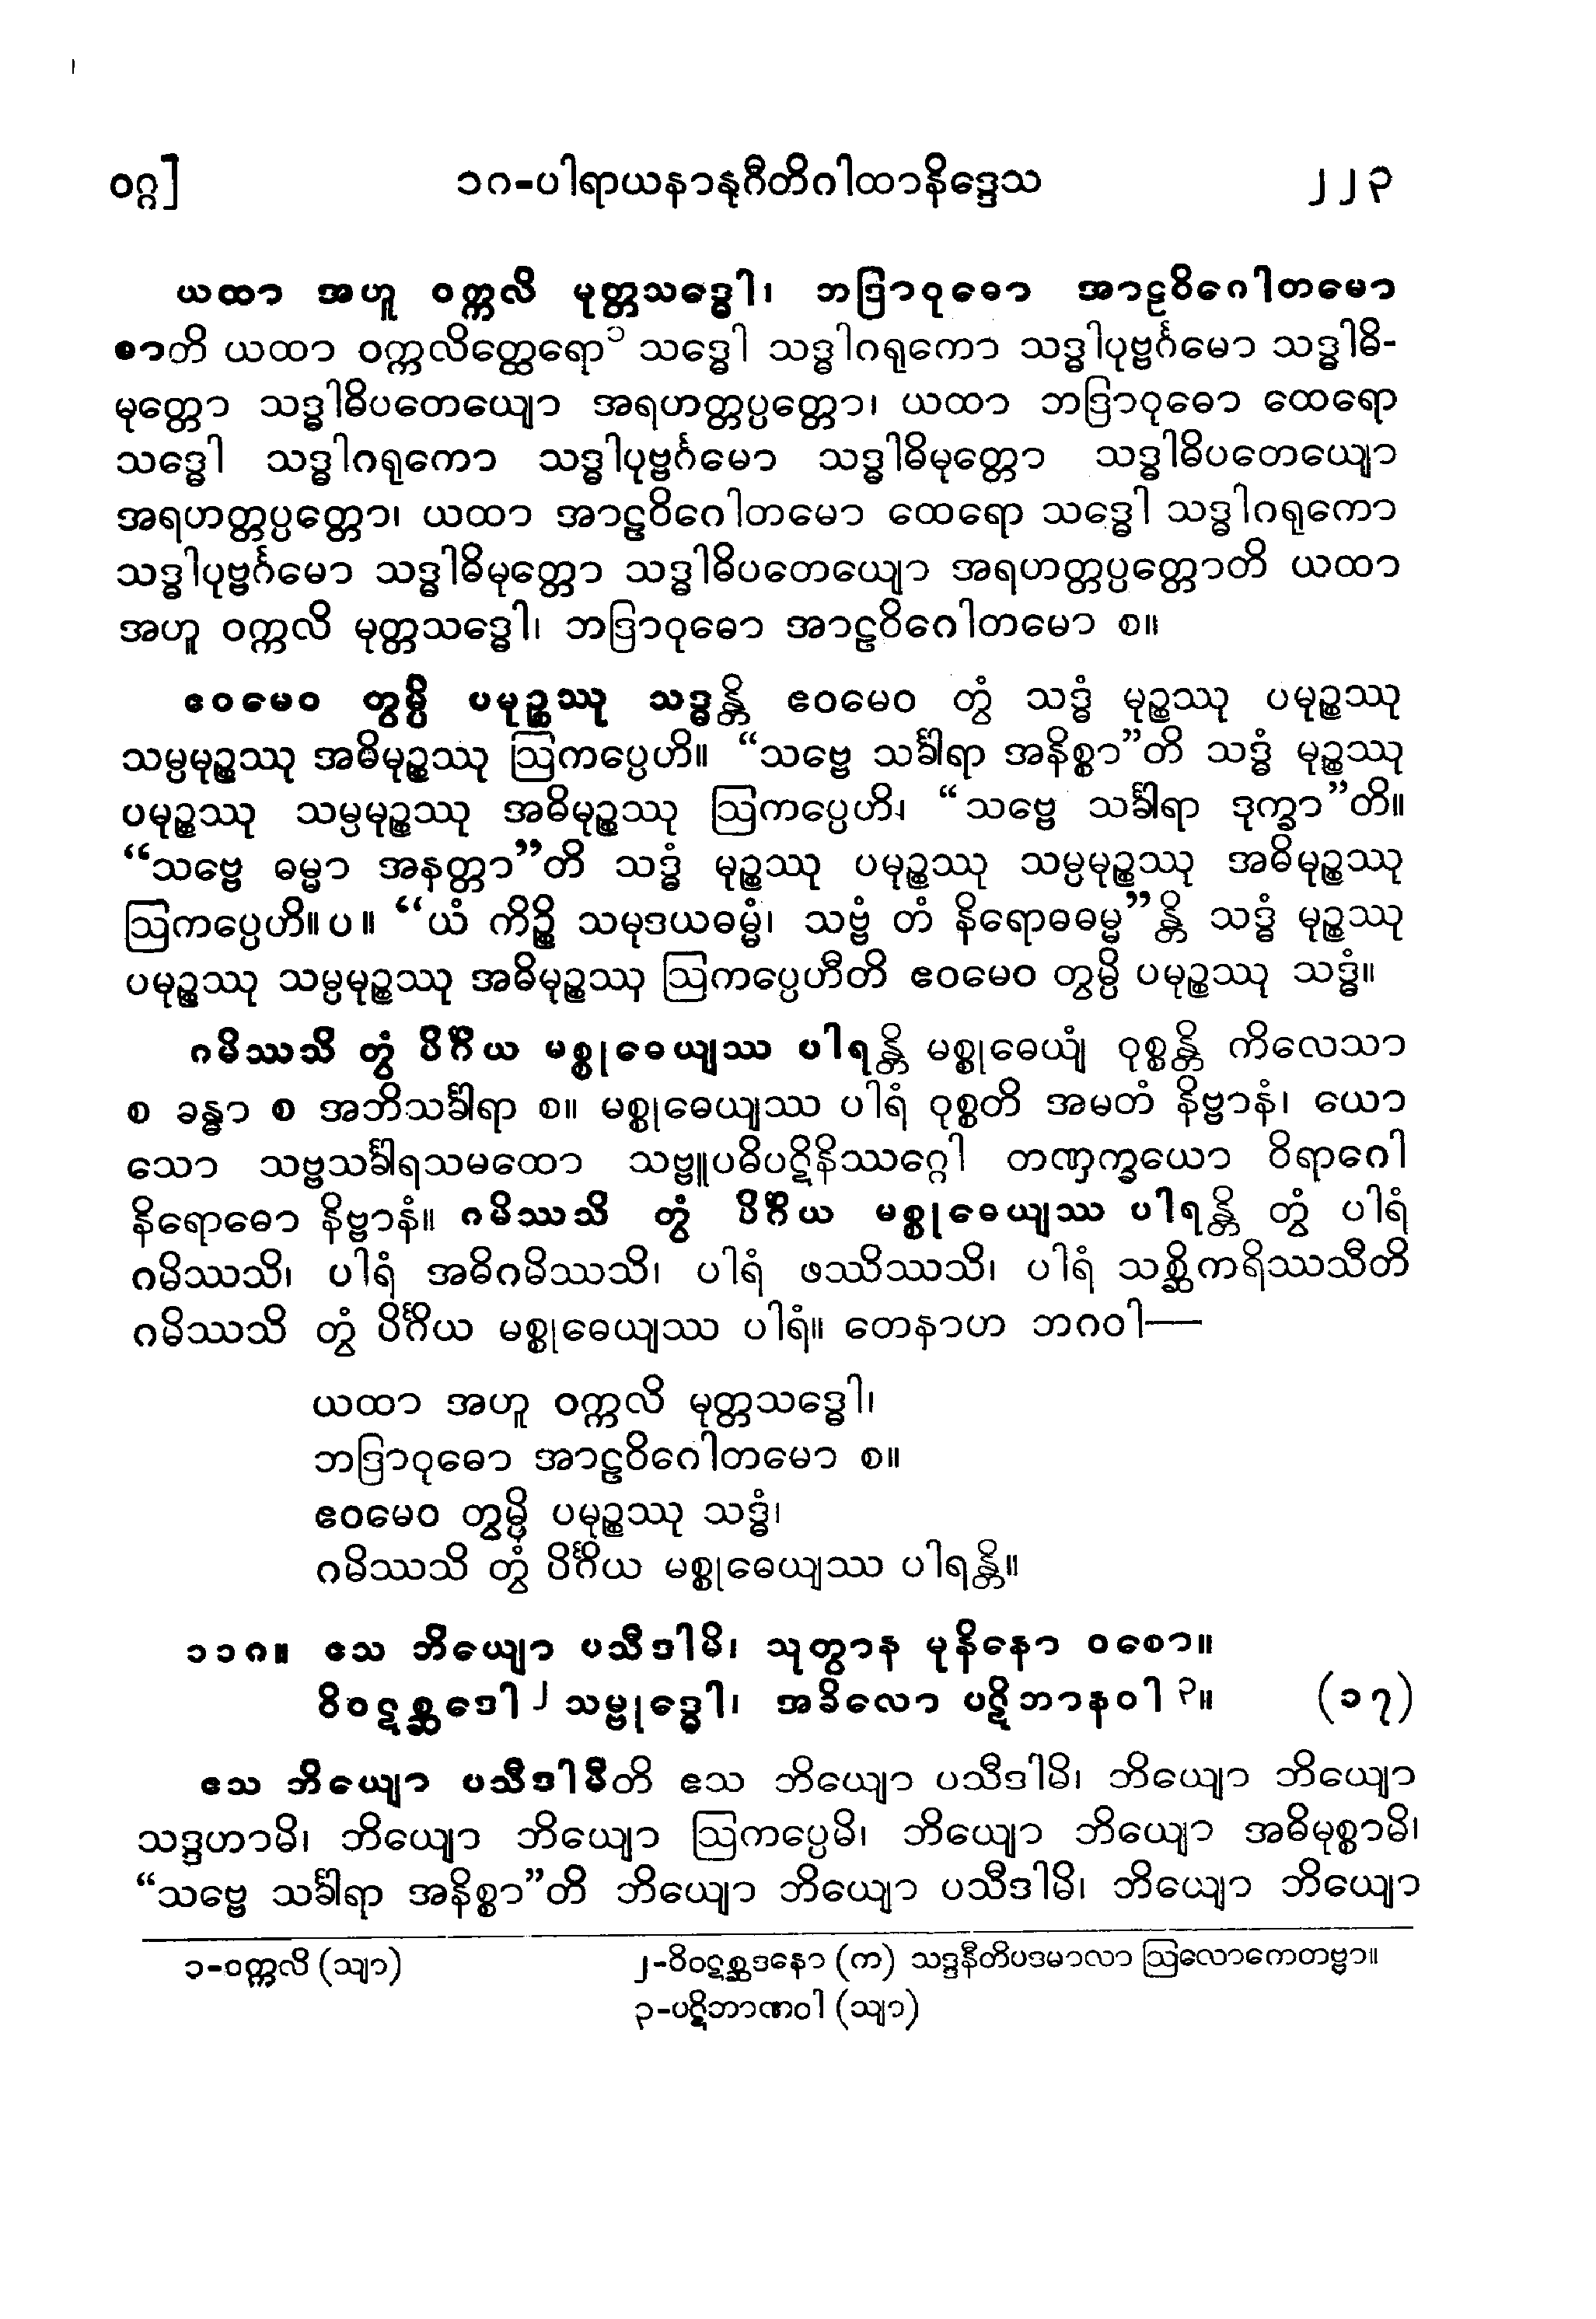 ဝဂ္ဂ]
၁ဂ-ပါရာယနာနုဂီတိဂါထာနိဒ္ဒေသ
၂၂၃
ယထာ အဟူ ဝက္ကလိ မုတ္တသဒ္ဓေါ၊ ဘဒြာဝုဓော အာဠဝိဂေါတမော
စာတိ ယထာ ဝက္ကလိတ္ထေရော၁ သဒ္ဓေါ သဒ္ဓါဂရုကော သဒ္ဓါပုဗ္ဗင်္ဂမော သဒ္ဓါဓိ-
မုတ္တော သဒ္ဓါဓိပတေယျော အရဟတ္တပ္ပတ္တော၊ ယထာ ဘဒြာဝုဓော ထေရော
သဒ္ဓေါ သဒ္ဓါဂရုကော သဒ္ဓါပုဗ္ဗင်္ဂမော သဒ္ဓါဓိမုတ္တော သဒ္ဓါဓိပတေယျော
အရဟတ္တပ္ပတ္တော၊ ယထာ အာဠဝိဂေါတမော ထေရော သဒ္ဓေါ သဒ္ဓါဂရုကော
သဒ္ဓါပုဗ္ဗင်္ဂမော သဒ္ဓါဓိမုတ္တော သဒ္ဓါဓိပတေယျော အရဟတ္တပ္ပတ္တောတိ ယထာ
အဟူ ဝက္ကလိ မုတ္တသဒ္ဓေါ၊ ဘဒြာဝုဓော အာဠဝိဂေါတမော စ။
ဧဝမေဝ တွမ္ပိ ပမုဉ္စဿု သဒ္ဓန္တိ ဧဝမေဝ တွံ သဒ္ဓံ မုဉ္စဿု ပမုဉ္စဿု
သမ္ပမုဉ္စဿု အဓိမုဉ္စဿု ဩကပ္ပေဟိ။ “သဗ္ဗေ သင်္ခါရာ အနိစ္စာ”တိ သဒ္ဓံ မုဉ္စဿု
ပမုဉ္စဿု သမ္ပမုဉ္စဿု အဓိမုဉ္စဿု ဩကပ္ပေဟိ၊ “သဗ္ဗေ သင်္ခါရာ ဒုက္ခာ”တိ။
“သဗ္ဗေ ဓမ္မာ အနတ္တာ”တိ သဒ္ဓံ မုဉ္စဿု ပမုဉ္စဿု သမ္ပမုဉ္စဿု အဓိမုဉ္စဿု
ဩကပ္ပေဟိ။ပ။ “ယံ ကိဉ္စိ သမုဒယဓမ္မံ၊ သဗ္ဗံ တံ နိရောဓဓမ္မ”န္တိ သဒ္ဓံ မုဉ္စဿု
ပမုဉ္စဿု သမ္ပမုဉ္စဿု အဓိမုဉ္စဿု ဩကပ္ပေဟီတိ ဧဝမေဝ တွမ္ပိ ပမုဉ္စဿု သဒ္ဓံ။
ဂမိဿသိ တွံ ပိင်္ဂိယ မစ္စုဓေယျဿ ပါရန္တိ မစ္စုဓေယျံ ဝုစ္စန္တိ ကိလေသာ
စ ခန္ဓာ စ အဘိသင်္ခါရာ စ။ မစ္စုဓေယျဿ ပါရံ ဝုစ္စတိ အမတံ နိဗ္ဗာနံ၊ ယော
သော သဗ္ဗသင်္ခါရသမထော သဗ္ဗူပဓိပဋိနိဿဂ္ဂေါ တဏှက္ခယော ဝိရာဂေါ
နိရောဓော နိဗ္ဗာနံ။ ဂမိဿသိ တွံ ပိင်္ဂိယ မစ္စုဓေယျဿ ပါရန္တိ တွံ ပါရံ
ဂမိဿသိ၊ ပါရံ အဓိဂမိဿသိ၊ ပါရံ ဖဿိဿသိ၊ ပါရံ သစ္ဆိကရိဿသီတိ
ဂမိဿသိ တွံ ပိင်္ဂိယ မစ္စုဓေယျဿ ပါရံ။ တေနာဟ ဘဂဝါ—
ယထာ အဟူ ဝက္ကလိ မုတ္တသဒ္ဓေါ၊
ဘဒြာဝုဓော အာဠဝိဂေါတမော စ။
ဧဝမေဝ တွမ္ပိ ပမုဉ္စဿု သဒ္ဓံ၊
ဂမိဿသိ တွံ ပိင်္ဂိယ မစ္စုဓေယျဿ ပါရန္တိ။
၁၁ဂ။ ဧသ ဘိယျော ပသီဒါမိ၊ သုတွာန မုနိနော ဝစော။
ဝိဝဋစ္ဆဒေါ၂ သမ္ဗုဒ္ဓေါ၊ အခိလော ပဋိဘာနဝါ၃။ (၁၇)
ဧသ ဘိယျော ပသီဒါမီတိ ဧသ ဘိယျော ပသီဒါမိ၊ ဘိယျော ဘိယျော
သဒ္ဒဟာမိ၊ ဘိယျော ဘိယျော ဩကပ္ပေမိ၊ ဘိယျော ဘိယျော အဓိမုစ္စာမိ၊
“သဗ္ဗေ သင်္ခါရာ အနိစ္စာ”တိ ဘိယျော ဘိယျော ပသီဒါမိ၊ ဘိယျော ဘိယျော
၁-ဝက္ကလိ (သျာ)
၂-ဝိဝဋစ္ဆဒနော (က) သဒ္ဒနီတိပဒမာလာ ဩလောကေတဗ္ဗာ။
၃-ပဋိဘာဏဝါ (သျာ)